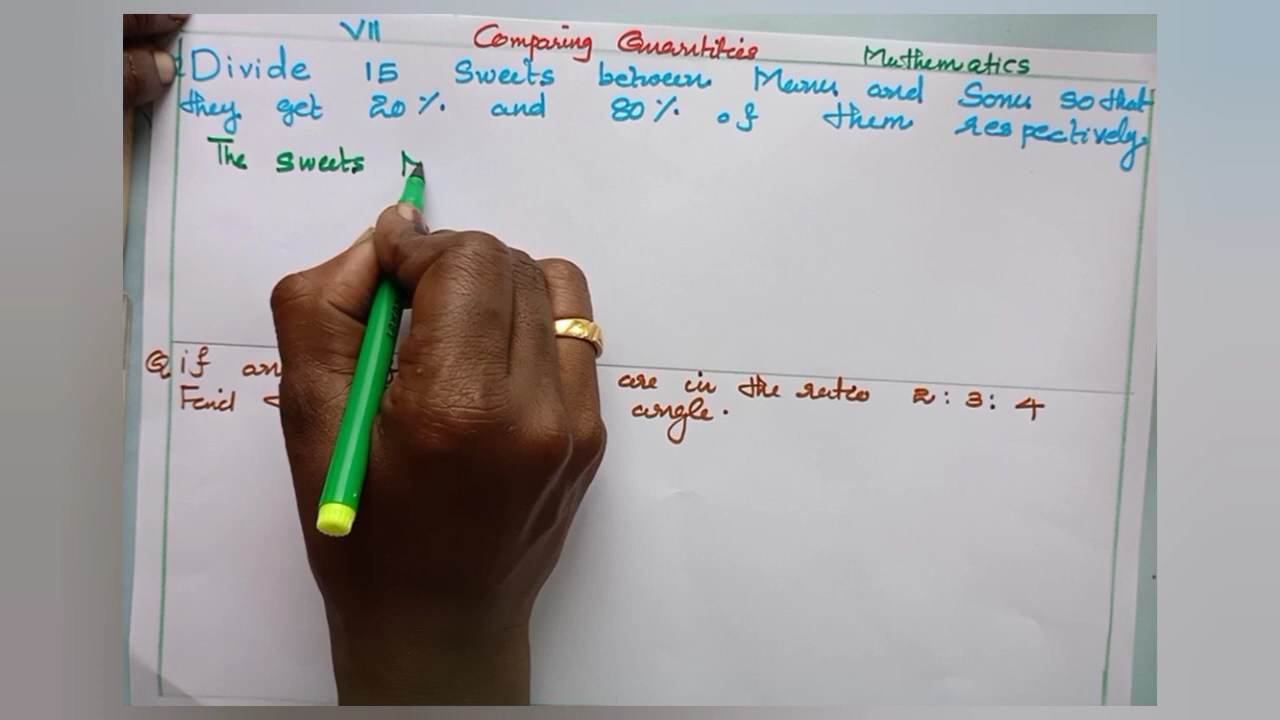 VII Comparing Quantities Mathematics
Divide 15 Sweets between Manu and Sonu so that
they get 20% and 80% of them respectively
The sweets
Q if are in the ratio 2 : 3 : 4
Find angle.